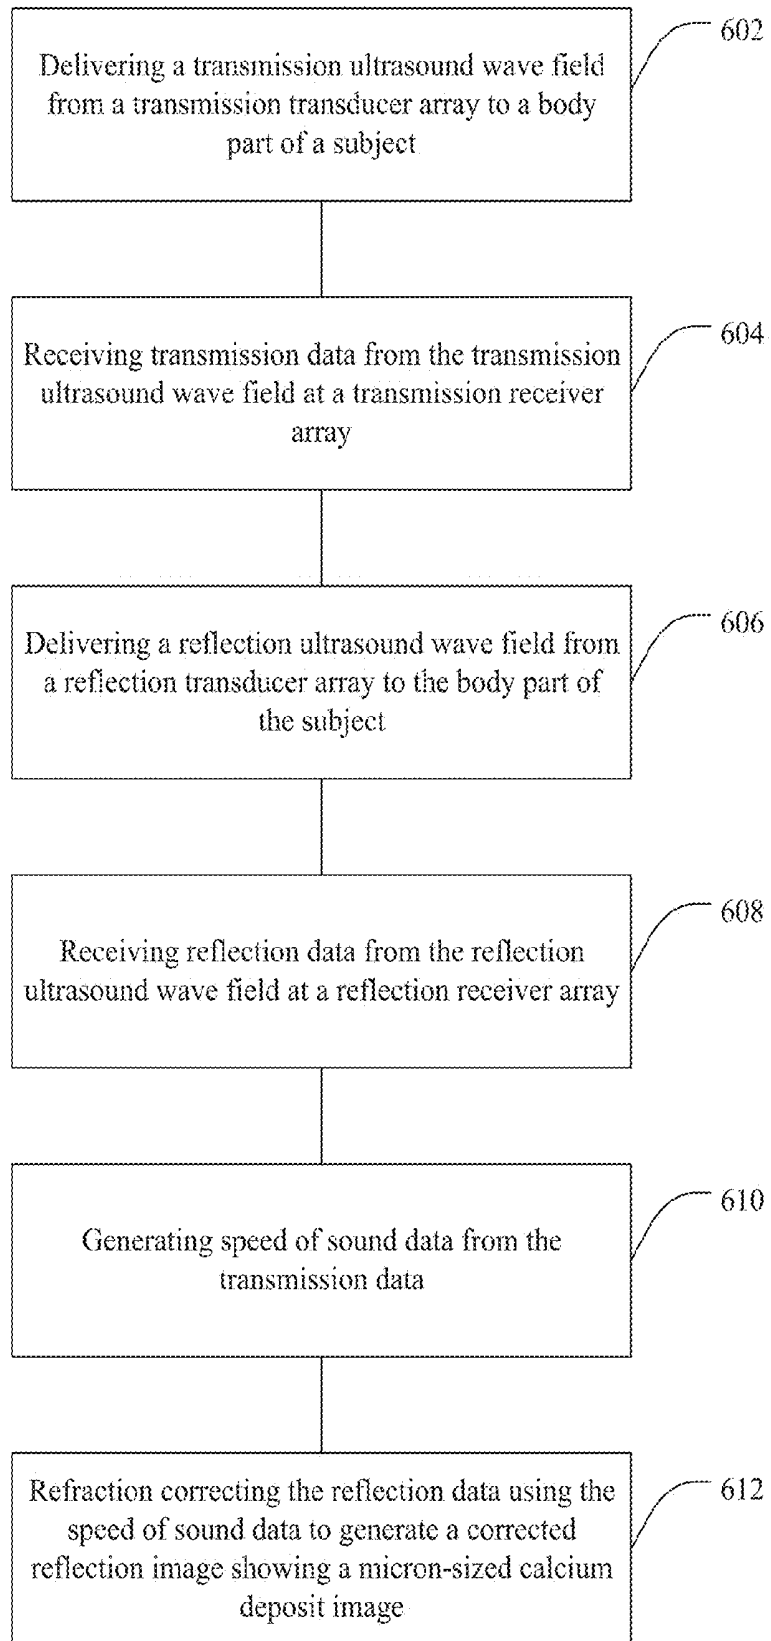 Delivering a transmission ultrasound wave field
from a transmission transducer array to a body
part of a subject
602
Receiving transmission data from the transmission
ultrasound wave field at a transmission receiver
array
604
Delivering a reflection ultrasound wave field from
a reflection transducer array to the body part of
the subject
606
Receiving reflection data from the reflection
ultrasound wave field at a reflection receiver array
608
Generating speed of sound data from the
transmission data
610
Refraction correcting the reflection data using the
speed of sound data to generate a corrected
reflection image showing a micron-sized calcium
deposit image
612